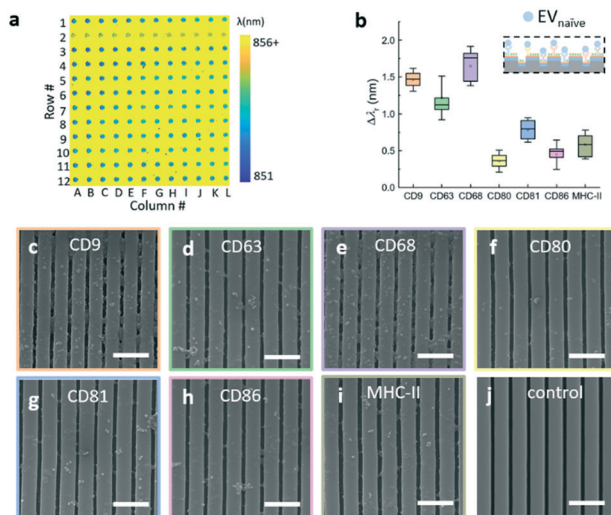 a
λ(nm)
856+
851
Row #
1
2
3
4
5
6
7
8
9
10
11
12
A B C D E F G H I J K L
Column #
b
EVnaïve
Δλr (nm)
2.0
1.5
1.0
0.5
0.0
CD9 CD63 CD68 CD80 CD81 CD86 MHC-II
c CD9
d CD63
e CD68
f CD80
g CD81
h CD86
i MHC-II
j control